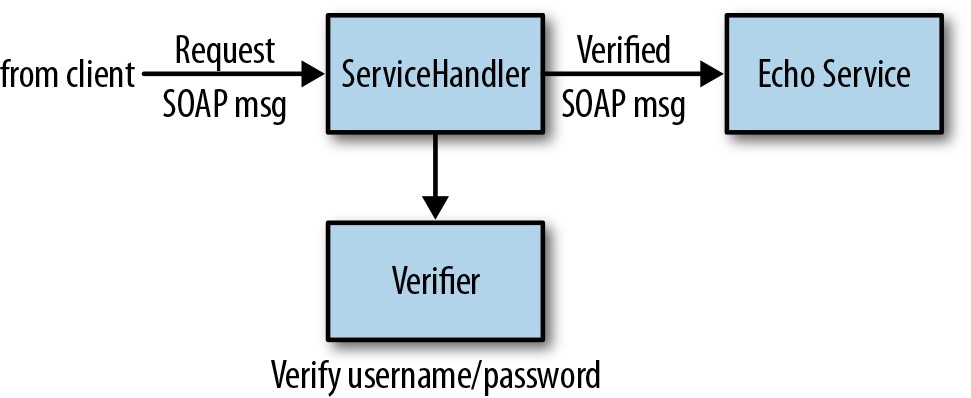 from client
Request
SOAP msg
ServiceHandler
Verified
SOAP msg
Echo Service
Verifier
Verify username/password